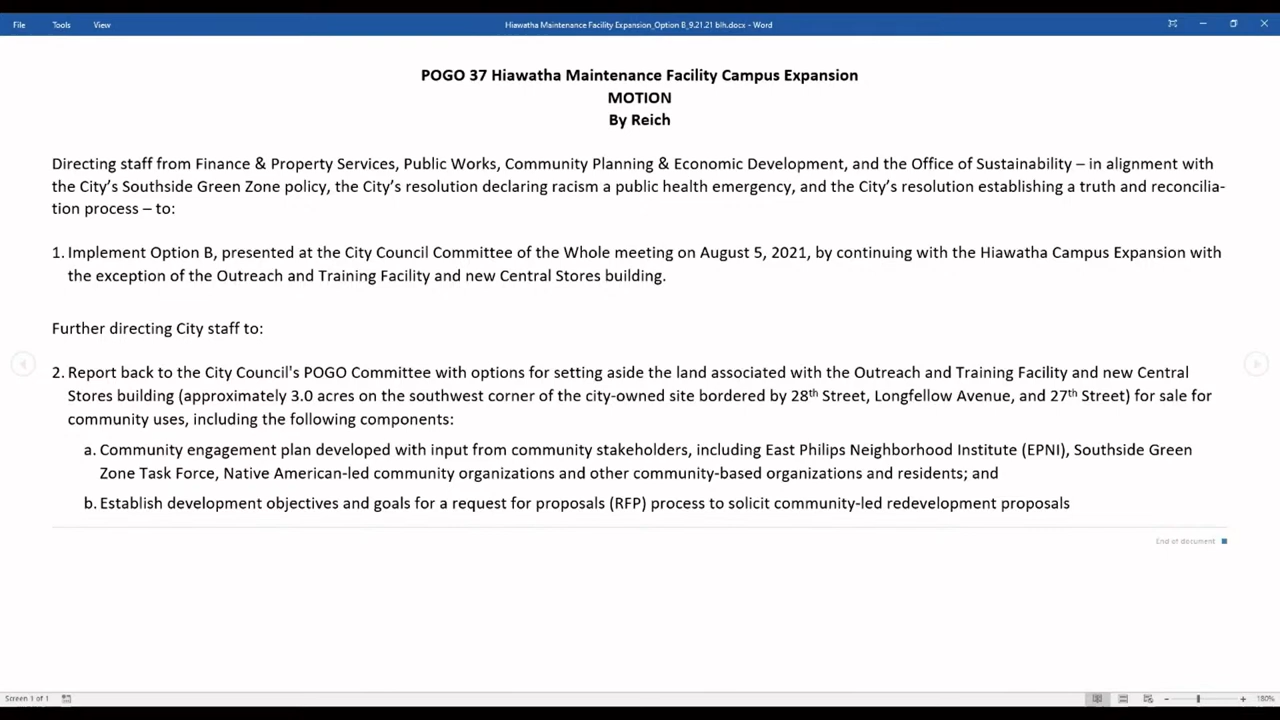 File Tools View Hiawatha Maintenance Facility Expansion_Option B_9.21.21 blh.docx - Word
POGO 37 Hiawatha Maintenance Facility Campus Expansion
MOTION
By Reich
Directing staff from Finance & Property Services, Public Works, Community Planning & Economic Development, and the Office of Sustainability – in alignment with
the City’s Southside Green Zone policy, the City’s resolution declaring racism a public health emergency, and the City’s resolution establishing a truth and reconcilia-
tion process – to:
1. Implement Option B, presented at the City Council Committee of the Whole meeting on August 5, 2021, by continuing with the Hiawatha Campus Expansion with
the exception of the Outreach and Training Facility and new Central Stores building.
Further directing City staff to:
2. Report back to the City Council's POGO Committee with options for setting aside the land associated with the Outreach and Training Facility and new Central
Stores building (approximately 3.0 acres on the southwest corner of the city-owned site bordered by 28th Street, Longfellow Avenue, and 27th Street) for sale for
community uses, including the following components:
a. Community engagement plan developed with input from community stakeholders, including East Philips Neighborhood Institute (EPNI), Southside Green
Zone Task Force, Native American-led community organizations and other community-based organizations and residents; and
b. Establish development objectives and goals for a request for proposals (RFP) process to solicit community-led redevelopment proposals
End of document
Screen 1 of 1 180%